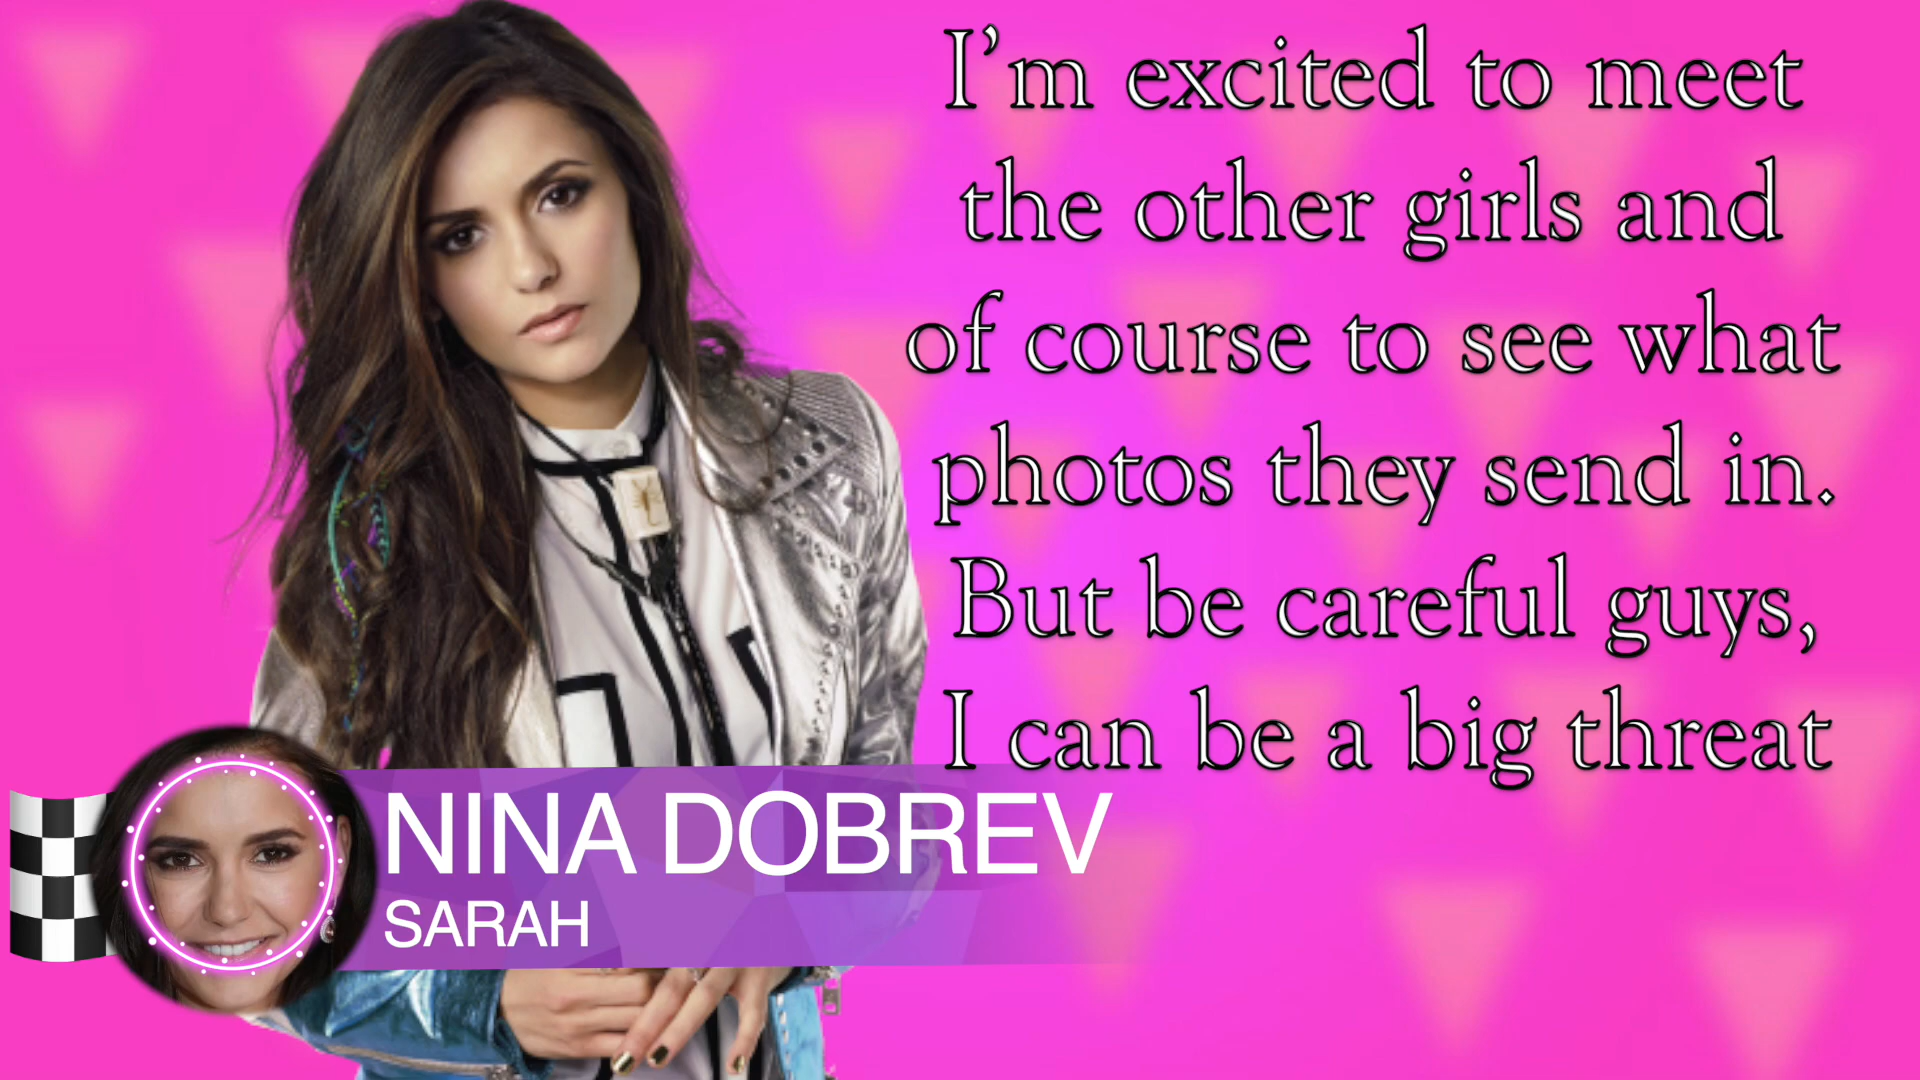 I’m excited to meet
the other girls and
of course to see what
photos they send in.
But be careful guys,
I can be a big threat
NINA DOBREV
SARAH